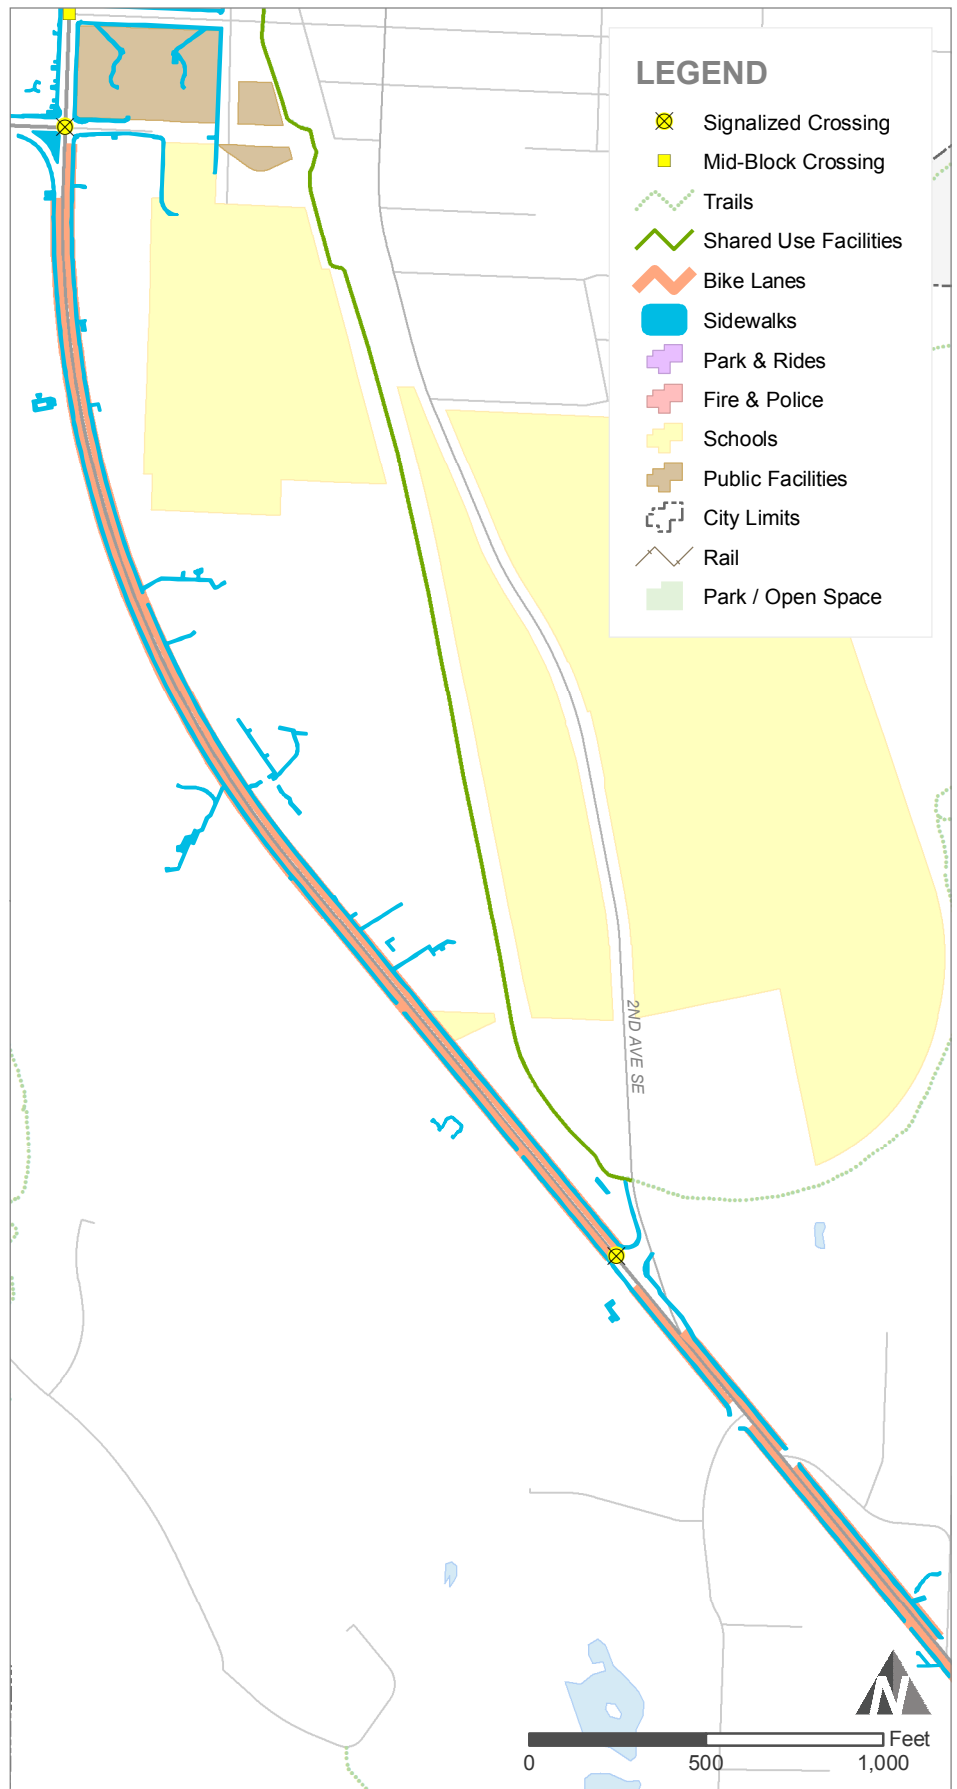 LEGEND
Signalized Crossing
Mid-Block Crossing
Trails
Shared Use Facilities
Bike Lanes
Sidewalks
Park & Rides
Fire & Police
Schools
Public Facilities
City Limits
Rail
Park / Open Space
2ND AVE SE
N
Feet
0 500 1,000